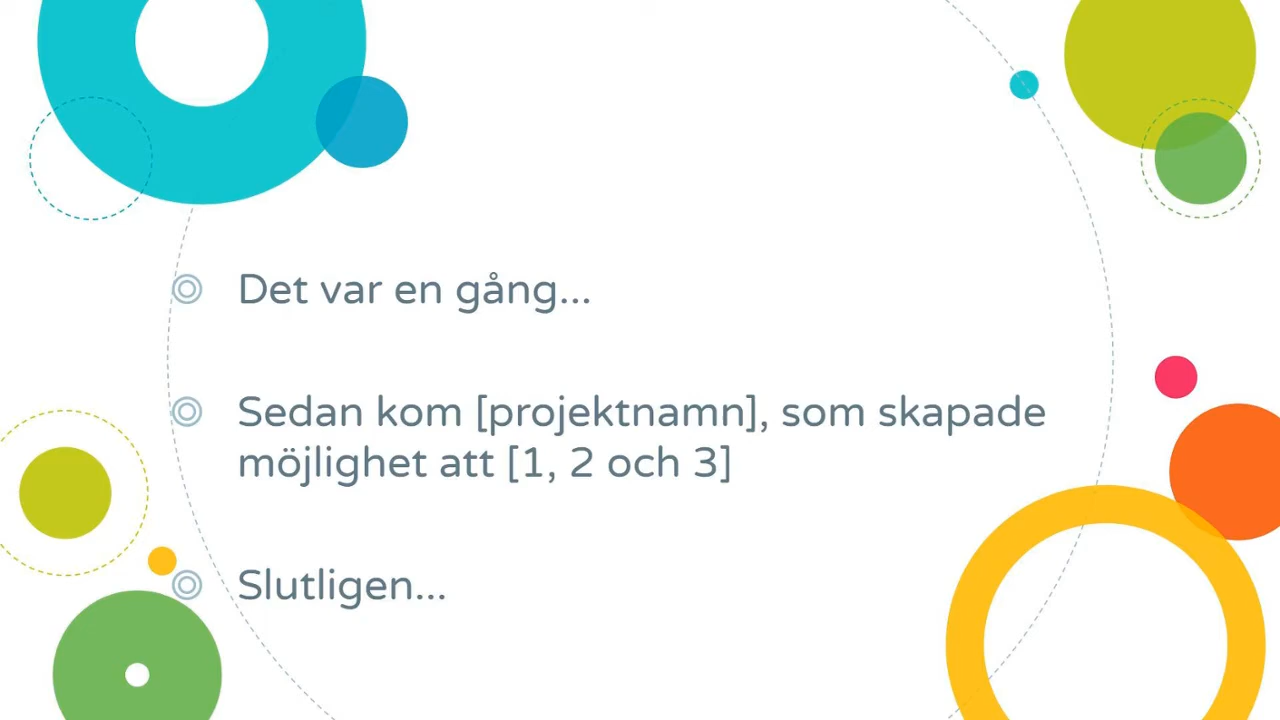 Det var en gång...
Sedan kom [projektnamn], som skapade
möjlighet att [1, 2 och 3]
Slutligen...